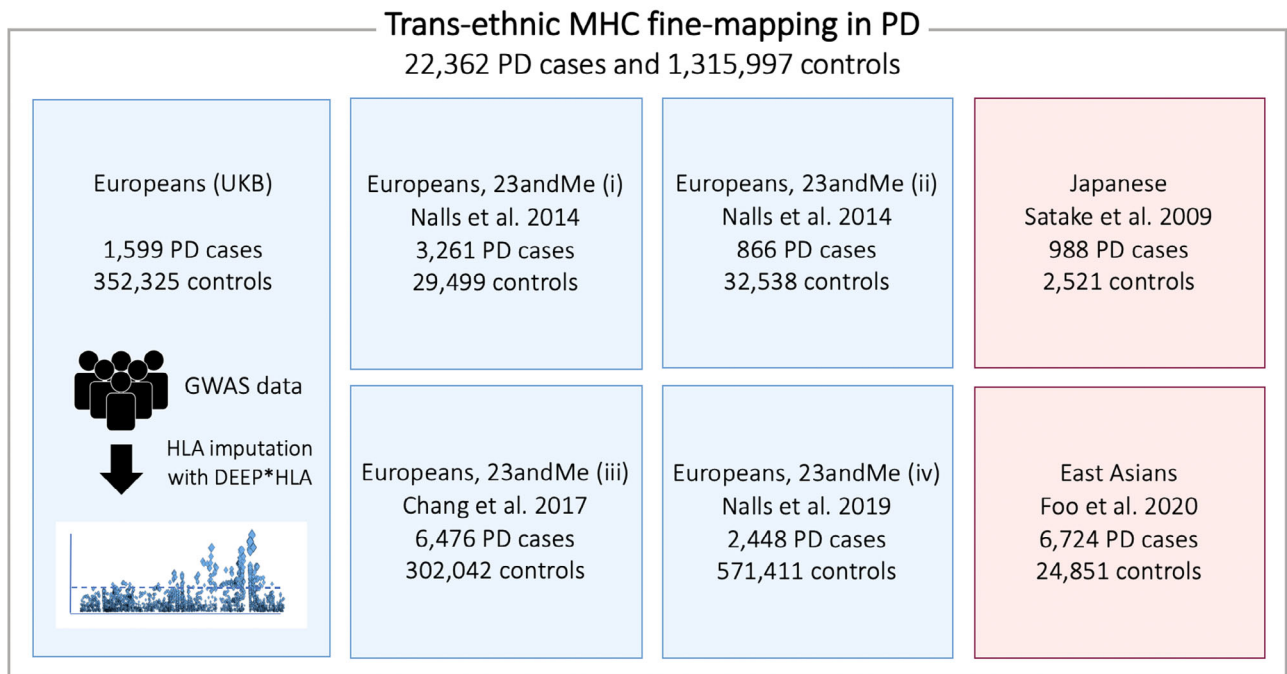 Trans-ethnic MHC fine-mapping in PD
22,362 PD cases and 1,315,997 controls
Europeans (UKB)
1,599 PD cases
352,325 controls
GWAS data
HLA imputation
with DEEP*HLA
Europeans, 23andMe (i)
Nalls et al. 2014
3,261 PD cases
29,499 controls
Europeans, 23andMe (ii)
Nalls et al. 2014
866 PD cases
32,538 controls
Japanese
Satake et al. 2009
988 PD cases
2,521 controls
Europeans, 23andMe (iii)
Chang et al. 2017
6,476 PD cases
302,042 controls
Europeans, 23andMe (iv)
Nalls et al. 2019
2,448 PD cases
571,411 controls
East Asians
Foo et al. 2020
6,724 PD cases
24,851 controls